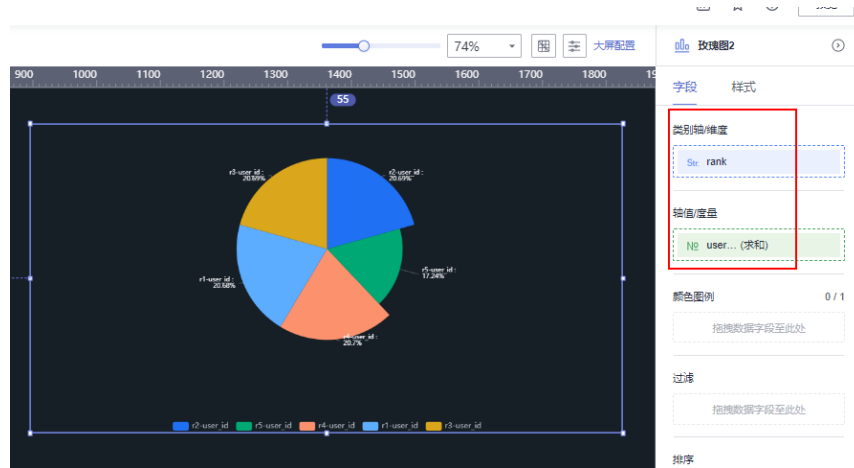 74%
大屏配置
玫瑰图2
900 1000 1100 1200 1300 1400 1500 1600 1700 1800 19
55
字段 样式
类别轴/维度
Str. rank
轴值/度量
№ user... (求和)
颜色图例 0 / 1
拖拽数据字段至此处
过滤
拖拽数据字段至此处
排序
r3-user id :
20.69%
r2-user id :
20.69%
r5-user id :
17.24%
r1-user id :
20.68%
r4-user_id :
20.7%
r2-user_id r5-user_id r4-user_id r1-user_id r3-user_id